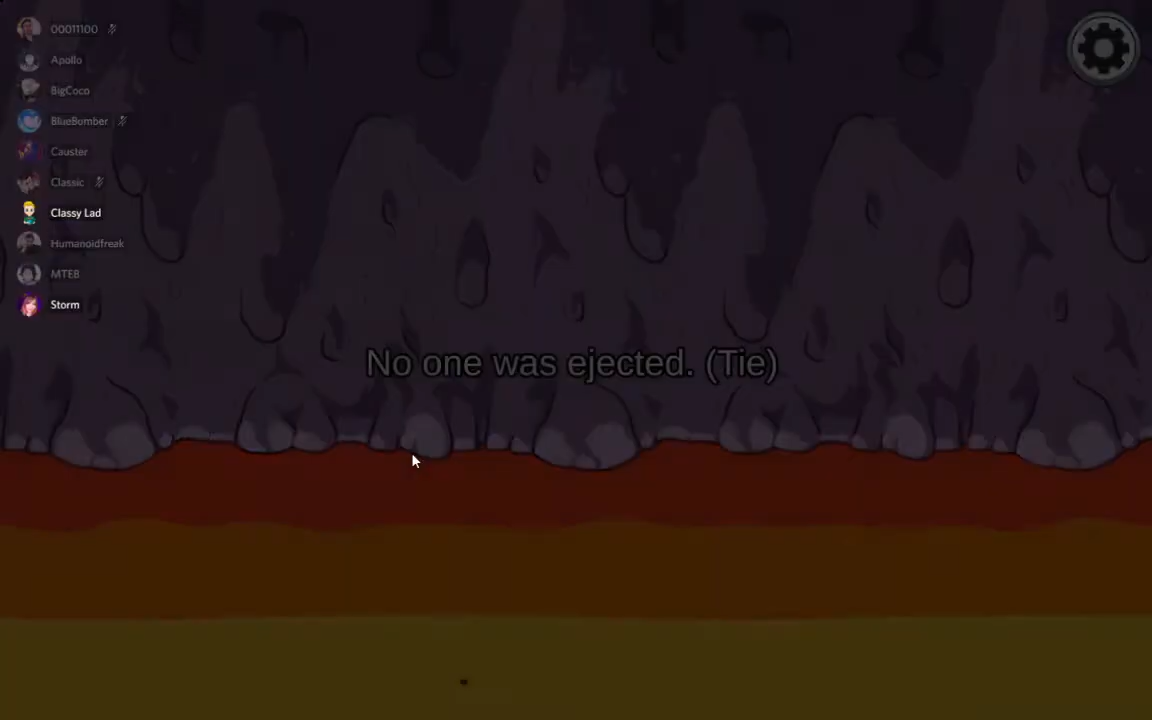 00011100
Apollo
BigCoco
BlueBomber
Causter
Classic
Classy Lad
Humanoidfreak
MTEB
Storm
No one was ejected. (Tie)